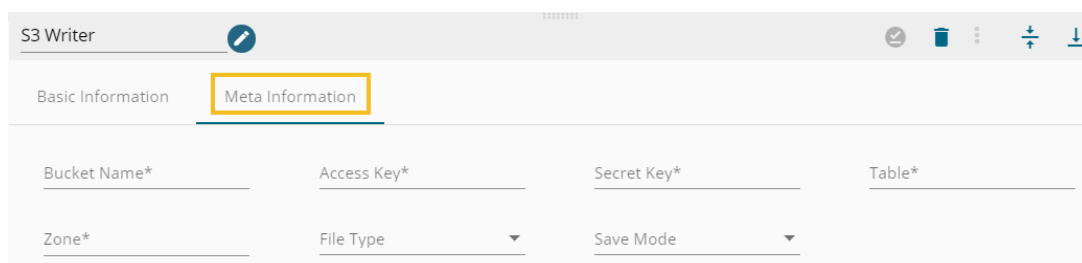 S3 Writer
Basic Information Meta Information
Bucket Name* Access Key* Secret Key* Table*
Zone* File Type Save Mode